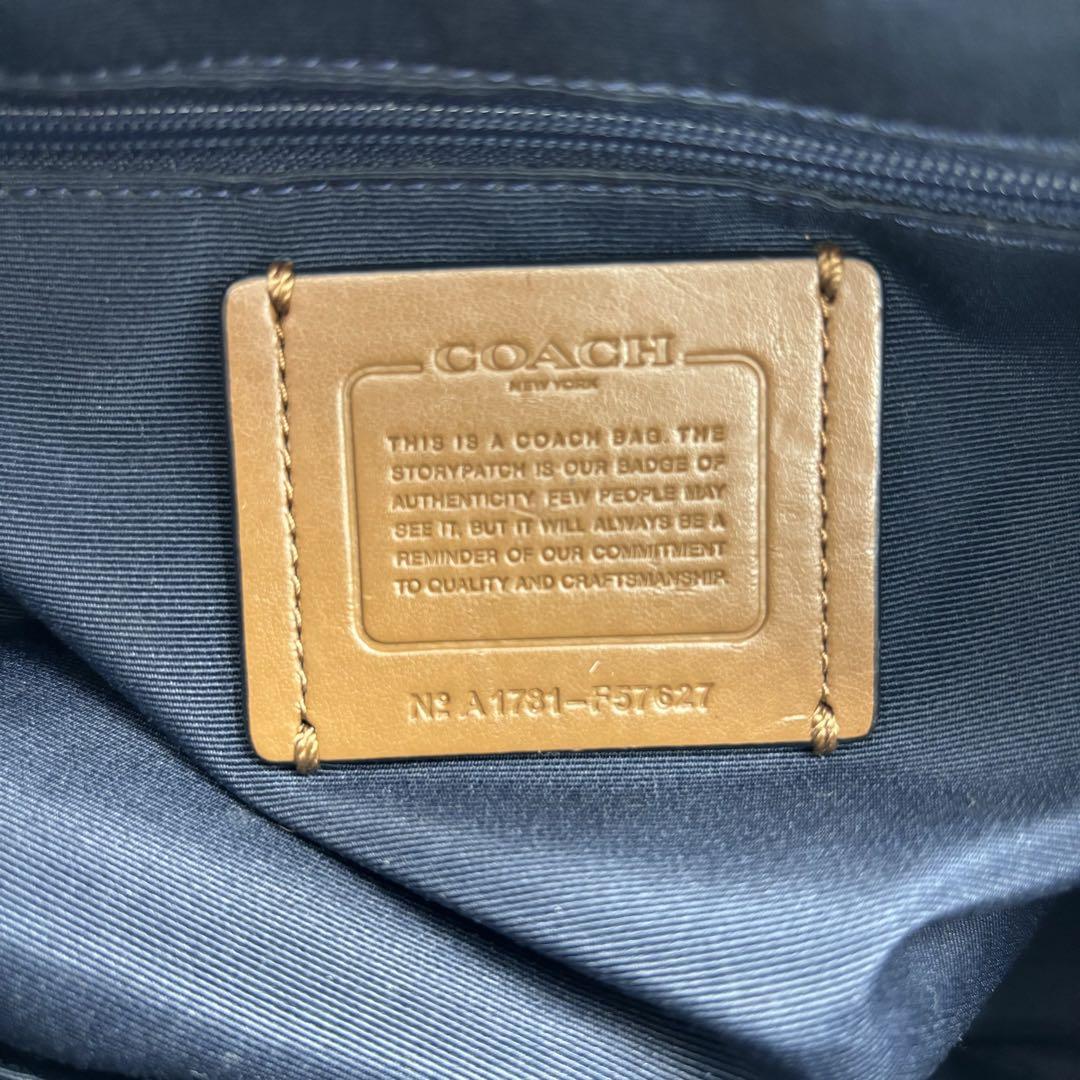 COACH
NEW YORK
THIS IS A COACH BAG. THE
STORYPATCH IS OUR BADGE OF
AUTHENTICITY. FEW PEOPLE MAY
SEE IT, BUT IT WILL ALWAYS BE A
REMINDER OF OUR COMMITMENT
TO QUALITY AND CRAFTSMANSHIP.
Nº A1781-F57627